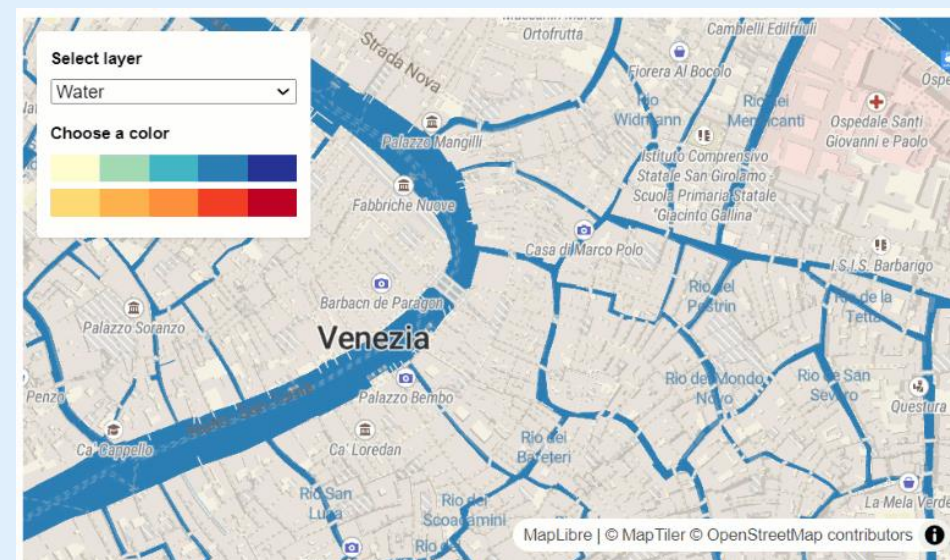 Select layer
Water
Choose a color
Strada Nova
Ortofrutta
Cambielli Edilfriuli
Fiorera Al Bocolo
Rio
Widmann
Rio dei
Mendicanti
Ospedale Santi
Giovanni e Paolo
Palazzo Mangilli
Istituto Comprensivo
Statale San Girolamo -
Scuola Primaria Statale
"Giacinto Gallina
Fabbriche Nuove
Casa di Marco Polo
I.S.I.S. Barbarigo
Rio del
Pestrin
Rio de la
Tetta
Barbacn de Paragon
Palazzo Soranzo
Venezia
Penzo
Palazzo Bembo
Rio del Mondo
Novo
Rio de San
Severo
Questura
Ca' Cappello
Ca' Loredan
Rio dei
Bareteri
Rio San
Luca
Rio dei
Scoacamini
La Mela Verde
Rio de
MapLibre | © MapTiler © OpenStreetMap contributors